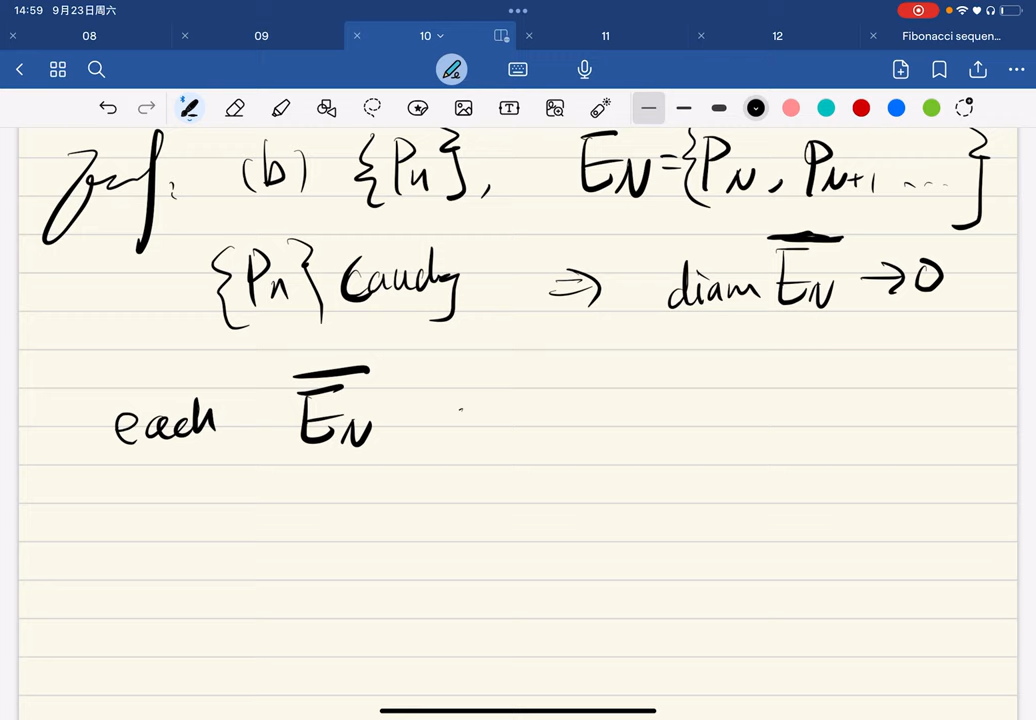 14:59 9月23日周六
08 09 10 11 12 Fibonacci sequen...
Proof: (b) {Pn}, EN={PN, PN+1 ...}
{Pn} Cauchy ⇒ diam E̅N → 0
each E̅N